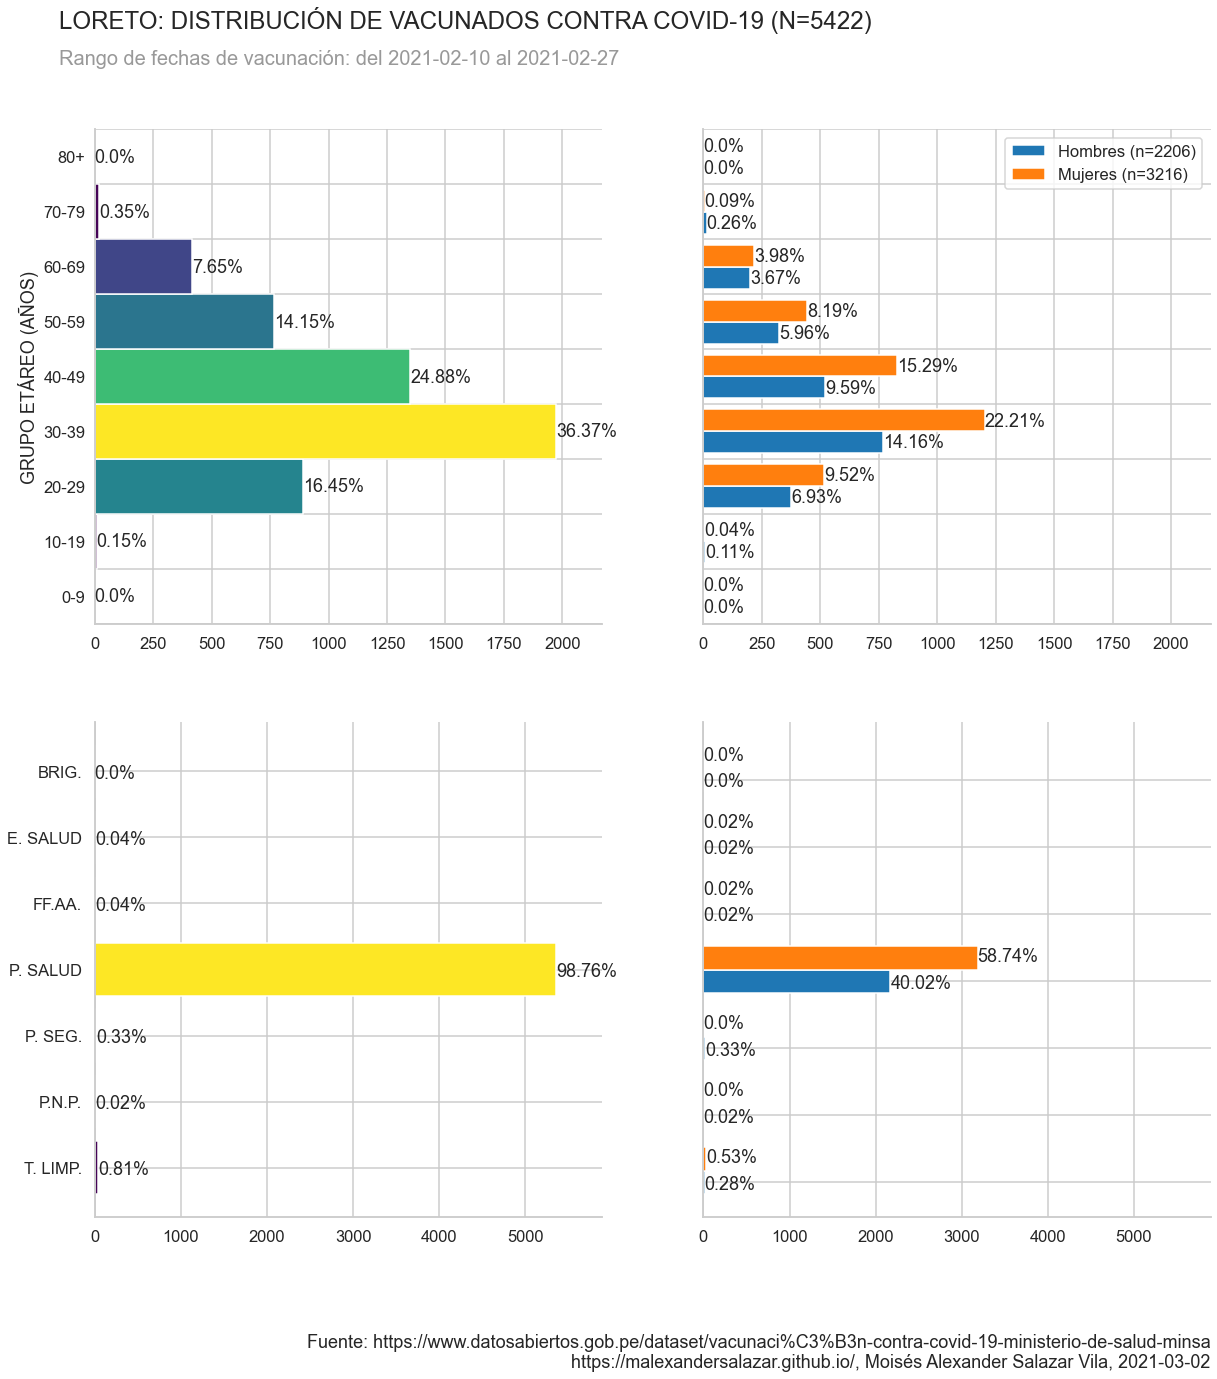 LORETO: DISTRIBUCIÓN DE VACUNADOS CONTRA COVID-19 (N=5422)
Rango de fechas de vacunación: del 2021-02-10 al 2021-02-27
GRUPO ETÁREO (AÑOS)
80+ 0.0%
70-79 0.35%
60-69 7.65%
50-59 14.15%
40-49 24.88%
30-39 36.37%
20-29 16.45%
10-19 0.15%
0-9 0.0%
0 250 500 750 1000 1250 1500 1750 2000
Hombres (n=2206)
Mujeres (n=3216)
0.0%
0.0%
0.09%
0.26%
3.98%
3.67%
8.19%
5.96%
15.29%
9.59%
22.21%
14.16%
9.52%
6.93%
0.04%
0.11%
0.0%
0.0%
0 250 500 750 1000 1250 1500 1750 2000
BRIG. 0.0%
E. SALUD 0.04%
FF.AA. 0.04%
P. SALUD 98.76%
P. SEG. 0.33%
P.N.P. 0.02%
T. LIMP. 0.81%
0 1000 2000 3000 4000 5000
0.0%
0.0%
0.02%
0.02%
0.02%
0.02%
58.74%
40.02%
0.0%
0.33%
0.0%
0.02%
0.53%
0.28%
0 1000 2000 3000 4000 5000
Fuente: https://www.datosabiertos.gob.pe/dataset/vacunaci%C3%B3n-contra-covid-19-ministerio-de-salud-minsa
https://malexandersalazar.github.io/, Moisés Alexander Salazar Vila, 2021-03-02